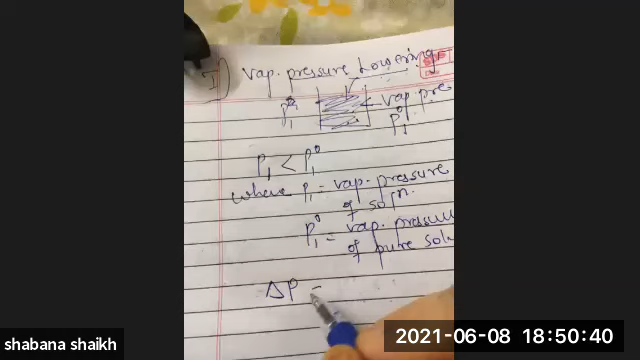 I) Vap. pressure Lowering
vap pre
P₁°
P₁ < P₁°
where P₁ = vap. pressure
of soln.
P₁° = vap. pressu
of pure sol
ΔP =
shabana shaikh
2021-06-08 18:50:40